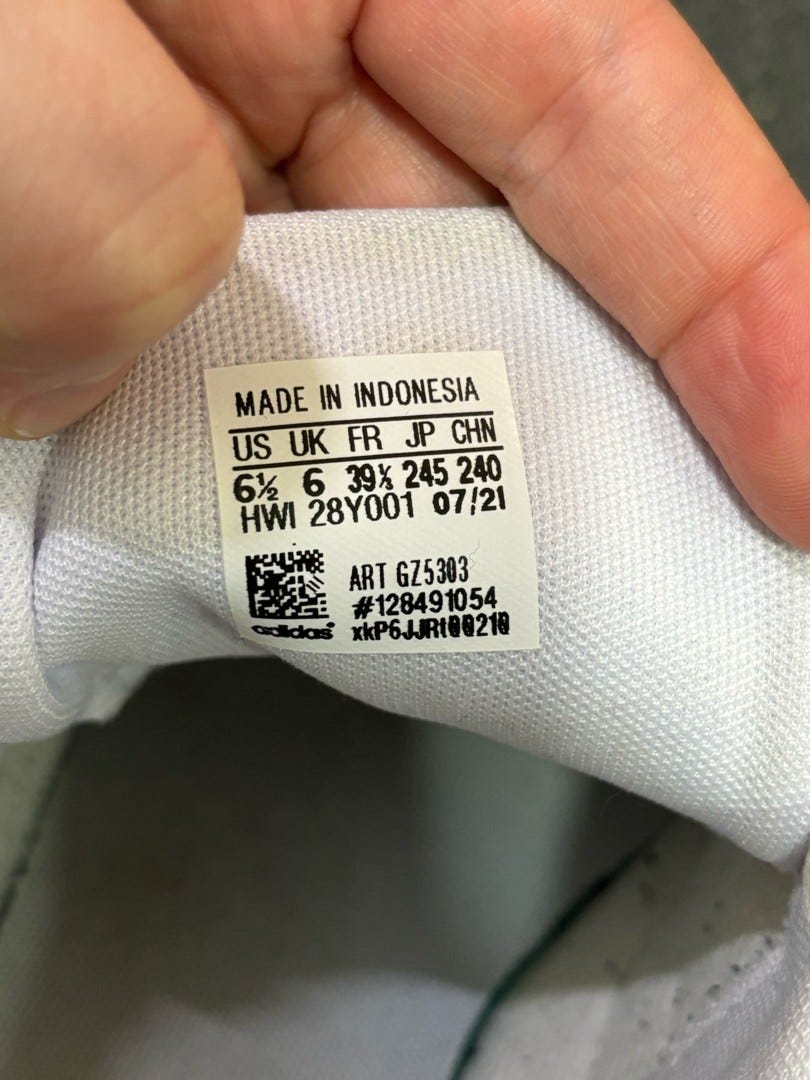 MADE IN INDONESIA
US UK FR JP CHN
6½ 6 39⅓ 245 240
HWI 28Y001 07/21
ART GZ5303
#128491054
adidas xkP6JJRt00210